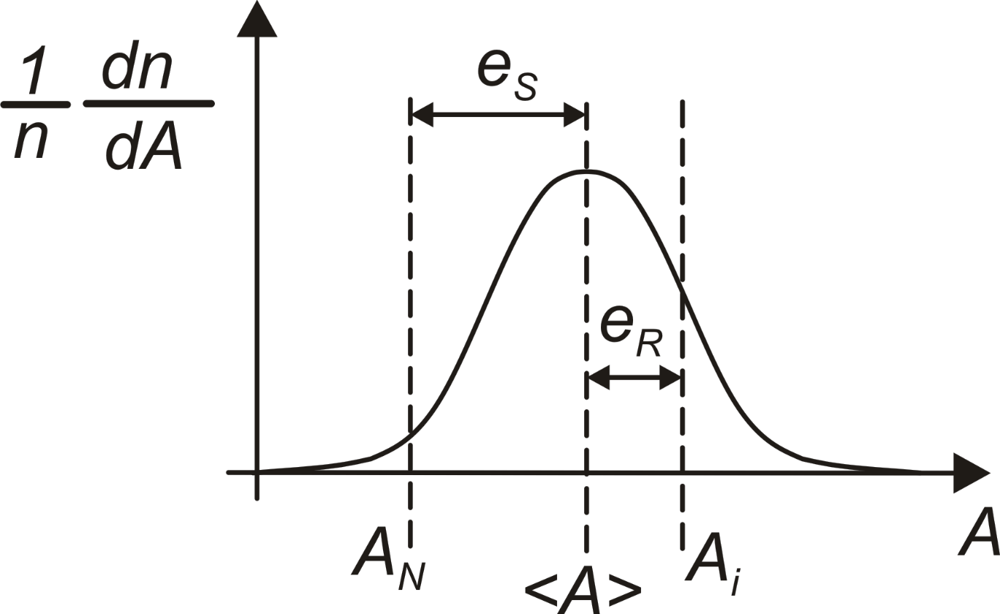 1 dn
n dA
e_S
e_R
A_N
<A>
A_i
A